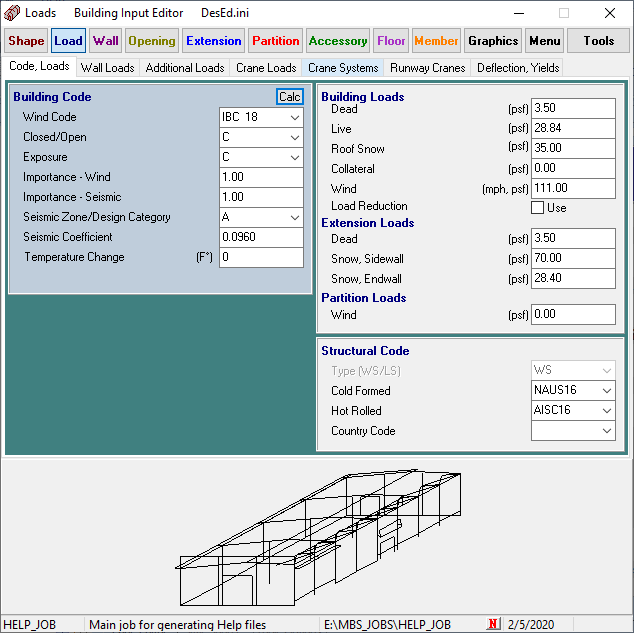 Loads Building Input Editor DesEd.ini
Shape Load Wall Opening Extension Partition Accessory Floor Member Graphics Menu Tools
Code, Loads Wall Loads Additional Loads Crane Loads Crane Systems Runway Cranes Deflection, Yields
Building Code Calc
Wind Code IBC 18
Closed/Open C
Exposure C
Importance - Wind 1.00
Importance - Seismic 1.00
Seismic Zone/Design Category A
Seismic Coefficient 0.0960
Temperature Change (F°) 0
Building Loads
Dead (psf) 3.50
Live (psf) 28.84
Roof Snow (psf) 35.00
Collateral (psf) 0.00
Wind (mph, psf) 111.00
Load Reduction Use
Extension Loads
Dead (psf) 3.50
Snow, Sidewall (psf) 70.00
Snow, Endwall (psf) 28.40
Partition Loads
Wind (psf) 0.00
Structural Code
Type (WS/LS) WS
Cold Formed NAUS16
Hot Rolled AISC16
Country Code
HELP_JOB Main job for generating Help files E:\MBS_JOBS\HELP_JOB N 2/5/2020